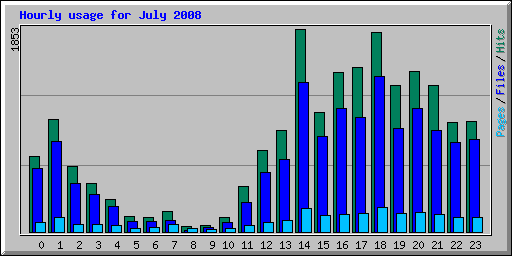 Hourly usage for July 2008
1853
Pages/Files/Hits
0 1 2 3 4 5 6 7 8 9 10 11 12 13 14 15 16 17 18 19 20 21 22 23